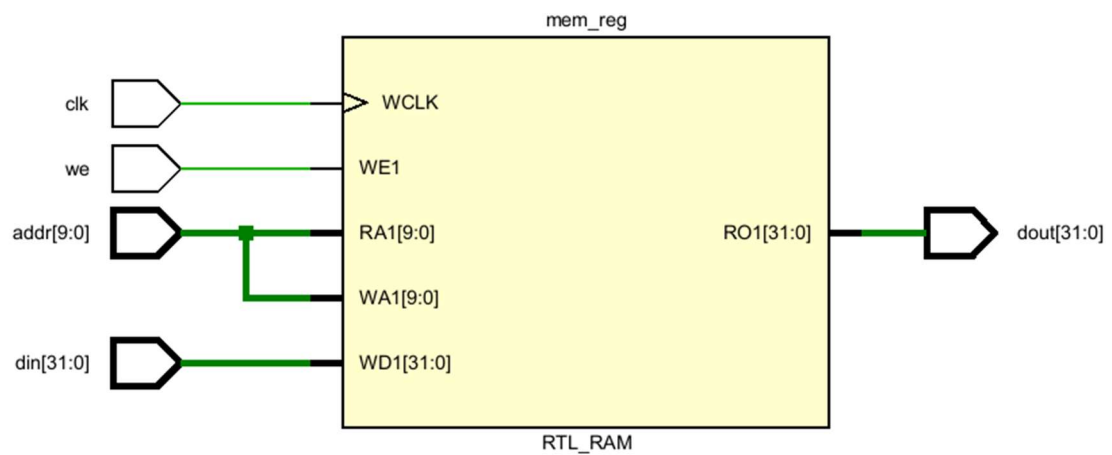 mem_reg
clk
WCLK
we
WE1
addr[9:0]
RA1[9:0]
RO1[31:0]
dout[31:0]
WA1[9:0]
din[31:0]
WD1[31:0]
RTL_RAM